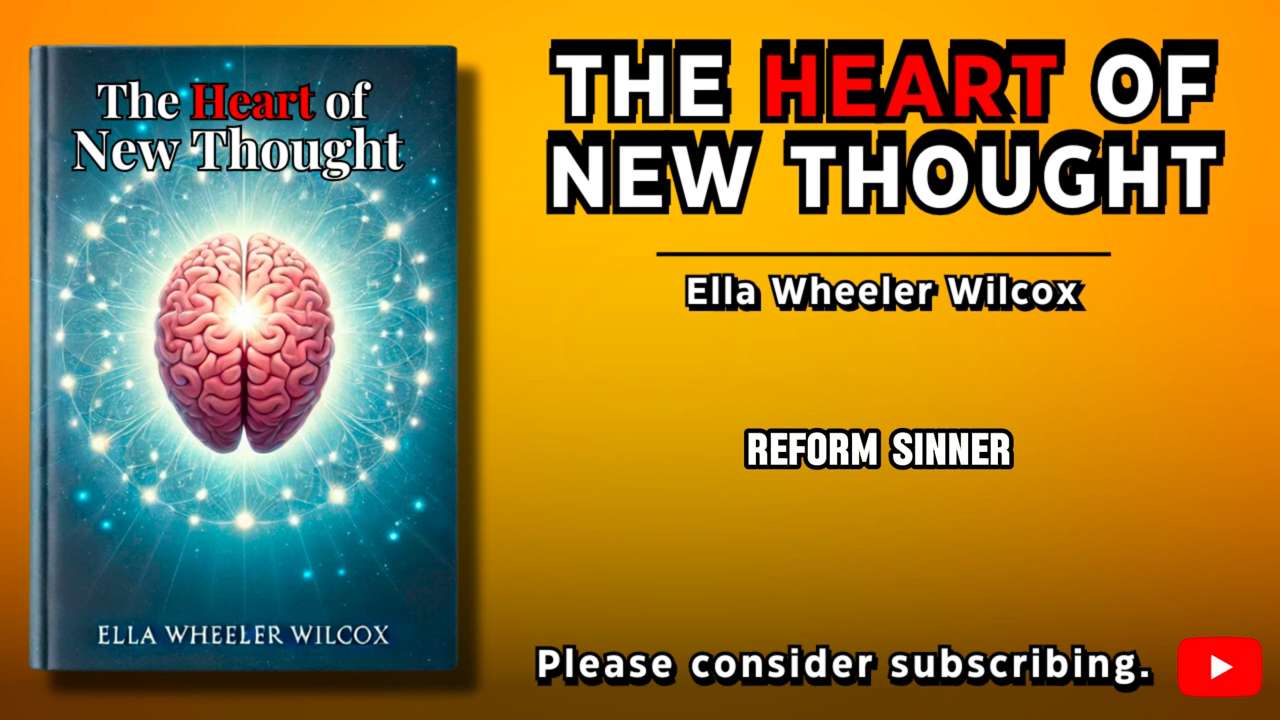 The Heart of
New Thought
ELLA WHEELER WILCOX
THE HEART OF
NEW THOUGHT
Ella Wheeler Wilcox
REFORM SINNER
Please consider subscribing.